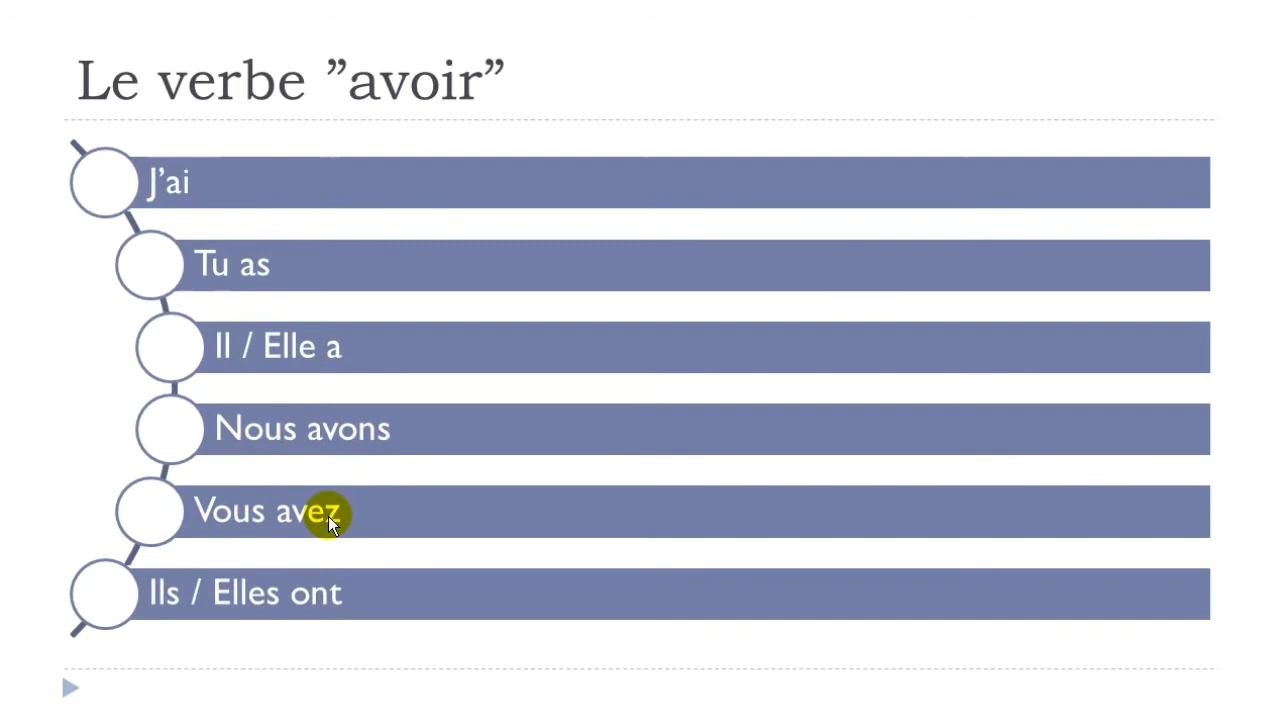 Le verbe ”avoir”
J’ai
Tu as
Il / Elle a
Nous avons
Vous avez
Ils / Elles ont